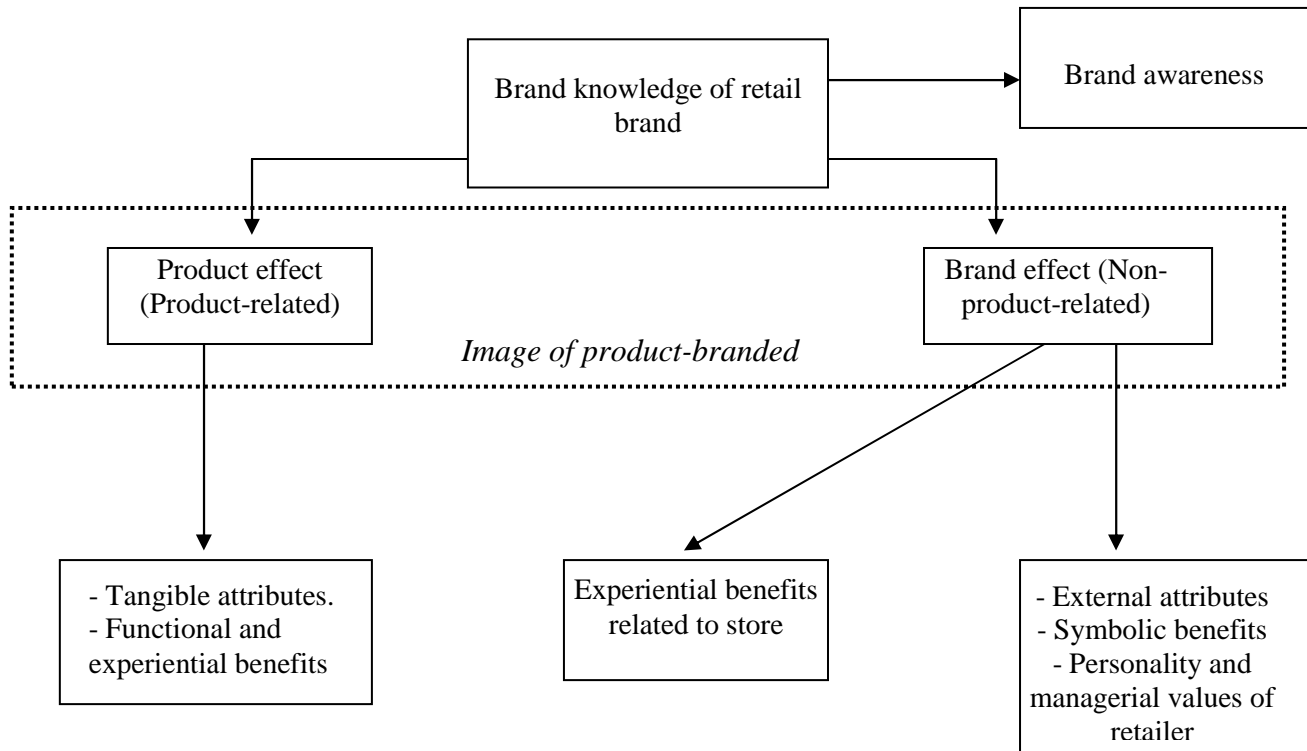 Brand knowledge of retail
brand
Brand awareness
Product effect
(Product-related)
Brand effect (Non-
product-related)
Image of product-branded
- Tangible attributes.
- Functional and
experiential benefits
Experiential benefits
related to store
- External attributes
- Symbolic benefits
- Personality and
managerial values of
retailer